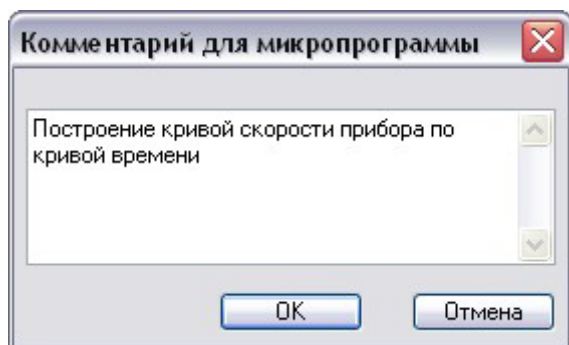 Комментарий для микропрограммы
Построение кривой скорости прибора по
кривой времени
OK
Отмена